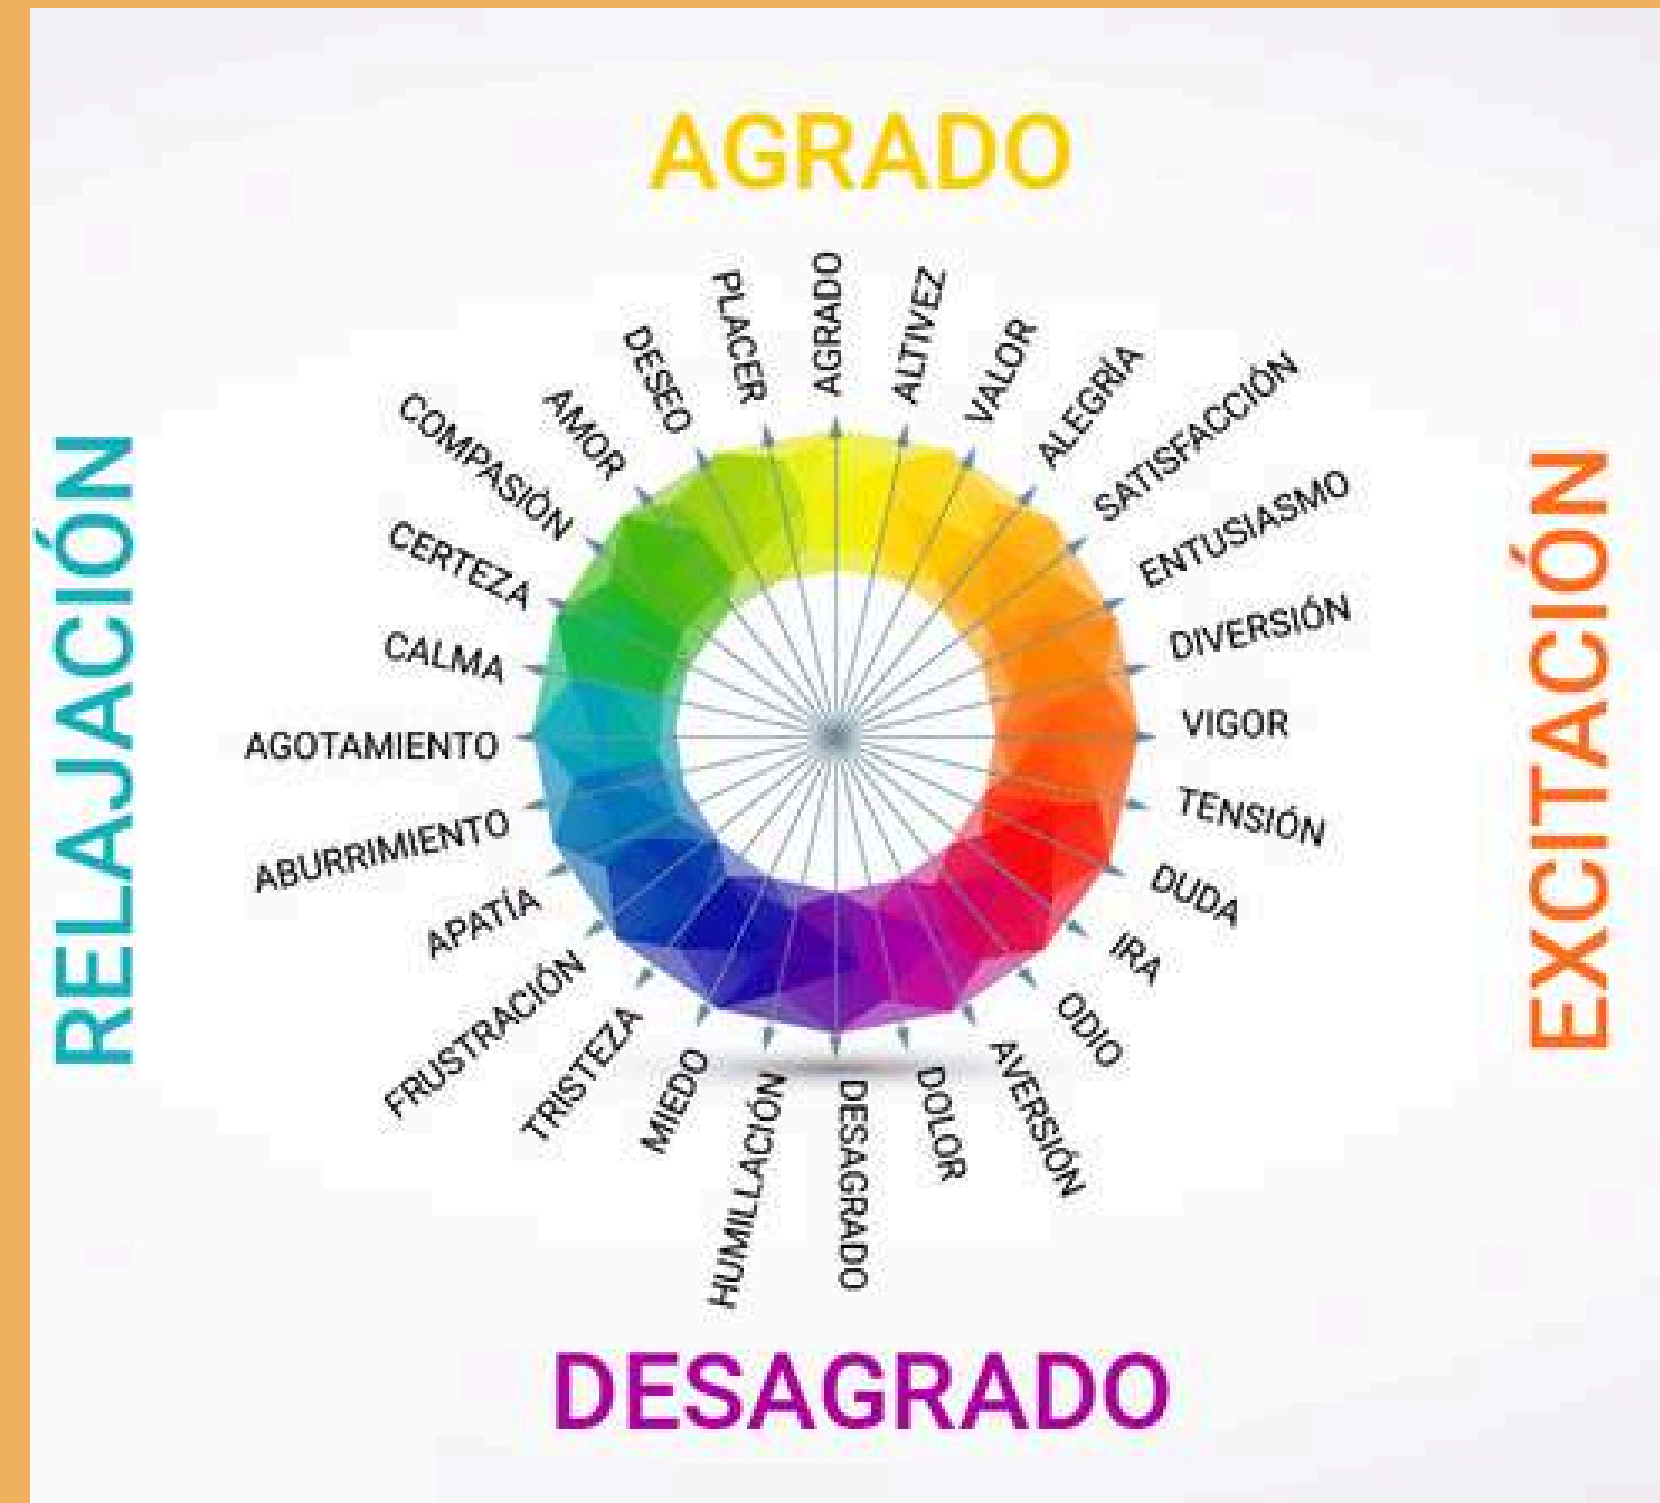 AGRADO
AGRADO
ALTIVEZ
VALOR
ALEGRÍA
SATISFACCIÓN
ENTUSIASMO
DIVERSIÓN
VIGOR
TENSIÓN
DUDA
IRA
ODIO
AVERSIÓN
DOLOR
DESAGRADO
HUMILLACIÓN
MIEDO
TRISTEZA
FRUSTRACIÓN
APATÍA
ABURRIMIENTO
AGOTAMIENTO
CALMA
CERTEZA
COMPASIÓN
AMOR
DESEO
PLACER
RELAJACIÓN
EXCITACIÓN
DESAGRADO